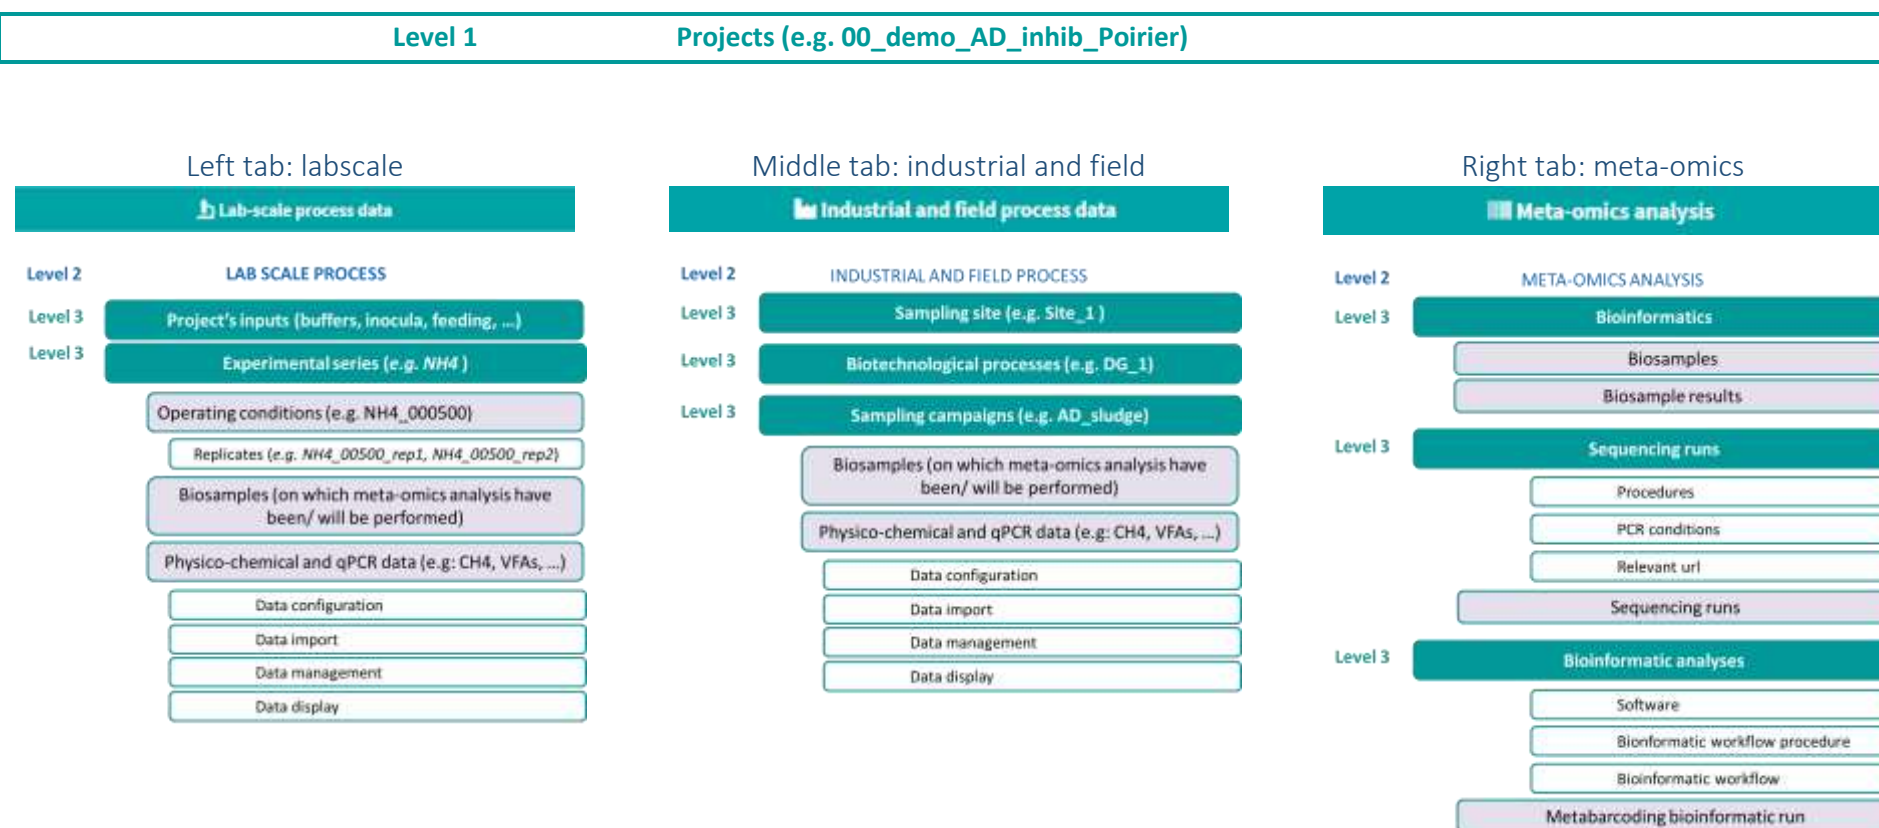 Level 1 Projects (e.g. 00_demo_AD_inhib_Poirier)
Left tab: labscale
Lab-scale process data
Level 2 LAB SCALE PROCESS
Level 3 Project's inputs (buffers, inocula, feeding, ...)
Level 3 Experimental series (e.g. NH4 )
Operating conditions (e.g. NH4_000500)
Replicates (e.g. NH4_00500_rep1, NH4_00500_rep2)
Biosamples (on which meta-omics analysis have
been/ will be performed)
Physico-chemical and qPCR data (e.g: CH4, VFAs, ...)
Data configuration
Data import
Data management
Data display
Middle tab: industrial and field
Industrial and field process data
Level 2 INDUSTRIAL AND FIELD PROCESS
Level 3 Sampling site (e.g. Site_1 )
Level 3 Biotechnological processes (e.g. DG_1)
Level 3 Sampling campaigns (e.g. AD_sludge)
Biosamples (on which meta-omics analysis have
been/ will be performed)
Physico-chemical and qPCR data (e.g: CH4, VFAs, ...)
Data configuration
Data import
Data management
Data display
Right tab: meta-omics
Meta-omics analysis
Level 2 META-OMICS ANALYSIS
Level 3 Bioinformatics
Biosamples
Biosample results
Level 3 Sequencing runs
Procedures
PCR conditions
Relevant url
Sequencing runs
Level 3 Bioinformatic analyses
Software
Bionformatic workflow procedure
Bioinformatic workflow
Metabarcoding bioinformatic run